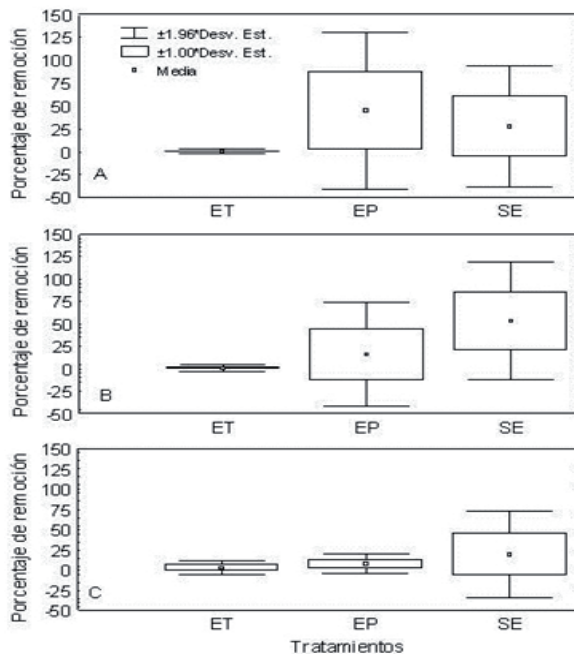 Porcentaje de remoción
150
125
100
75
50
25
0
-25
-50
±1.96*Desv. Est.
±1.00*Desv. Est.
Media
A
ET EP SE
Porcentaje de remoción
150
125
100
75
50
25
0
-25
-50
B
ET EP SE
Porcentaje de remoción
150
125
100
75
50
25
0
-25
-50
C
ET EP SE
Tratamientos